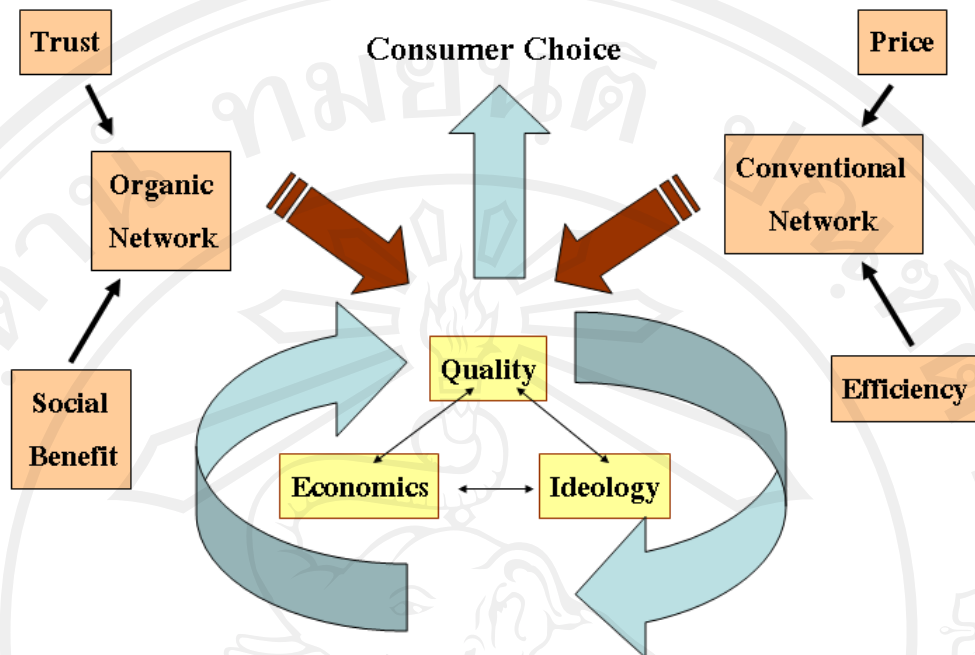 Trust
Consumer Choice
Price
Organic
Network
Conventional
Network
Quality
Social
Benefit
Efficiency
Economics
Ideology